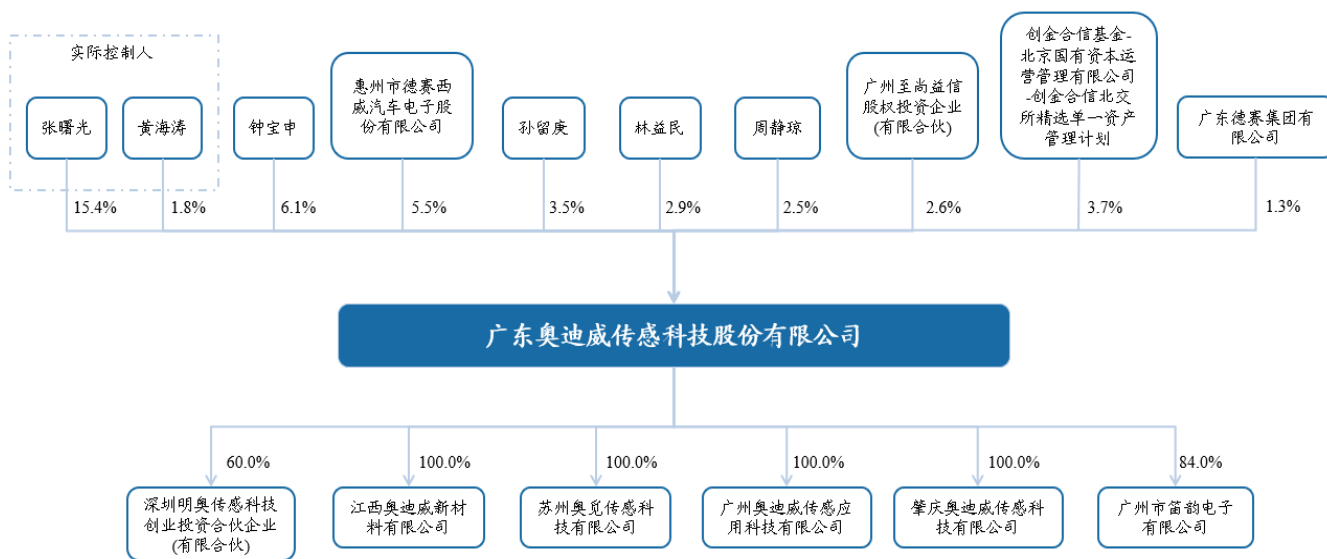 实际控制人
张曙光
黄海涛
钟宝申
惠州市德赛西
威汽车电子股
份有限公司
孙留庚
林益民
周静琼
广州至尚益信
股权投资企业
(有限合伙)
创金合信基金-
北京国有资本运
营管理有限公司
-创金合信北交
所精选单一资产
管理计划
广东德赛集团有
限公司
15.4%
1.8%
6.1%
5.5%
3.5%
2.9%
2.5%
2.6%
3.7%
1.3%
广东奥迪威传感科技股份有限公司
60.0%
100.0%
100.0%
100.0%
100.0%
84.0%
深圳明奥传感科技
创业投资合伙企业
(有限合伙)
江西奥迪威新材
料有限公司
苏州奥觅传感科
技有限公司
广州奥迪威传感应
用科技有限公司
肇庆奥迪威传感科
技有限公司
广州市笛韵电子
有限公司